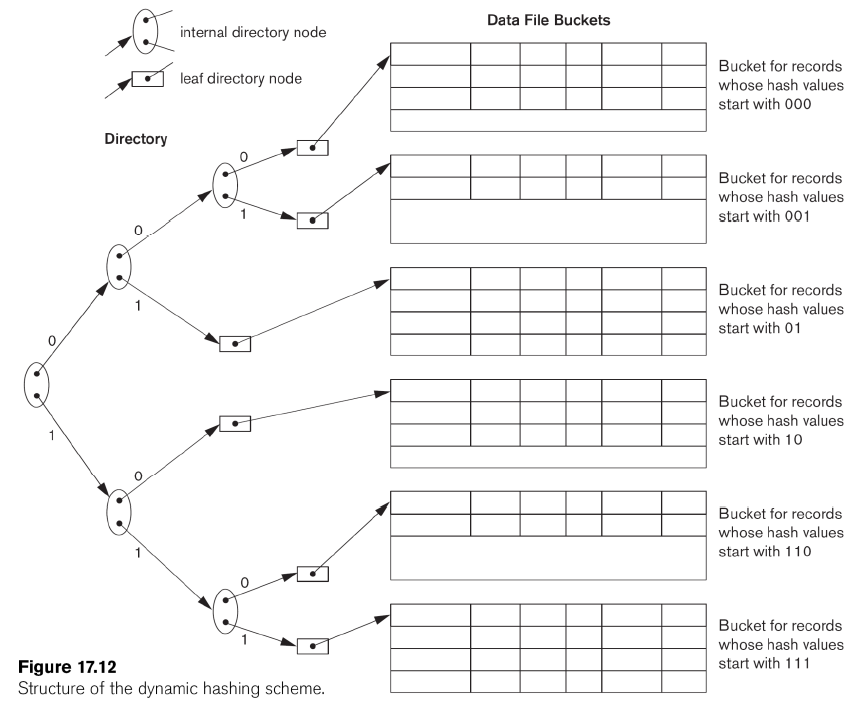 Data File Buckets
internal directory node
leaf directory node
Directory
Bucket for records
whose hash values
start with 000
0
1
Bucket for records
whose hash values
start with 001
0
1
Bucket for records
whose hash values
start with 01
0
1
Bucket for records
whose hash values
start with 10
0
1
Bucket for records
whose hash values
start with 110
0
1
Bucket for records
whose hash values
start with 111
Figure 17.12
Structure of the dynamic hashing scheme.